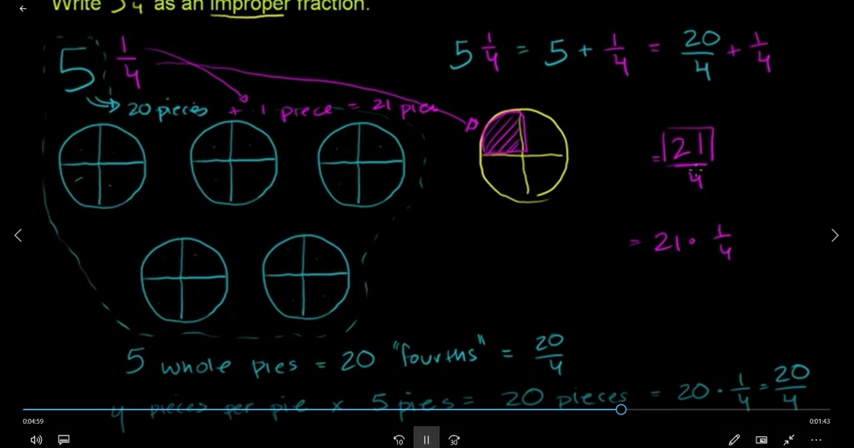 Write 5 1/4 as an improper fraction.
5 1/4
5 1/4 = 5 + 1/4 = 20/4 + 1/4
20 pieces + 1 piece = 21 pieces
= 21/4
= 21 · 1/4
5 whole pies = 20 "fourths" = 20/4
4 pieces per pie x 5 pies = 20 pieces = 20 · 1/4 = 20/4
0:04:59
0:01:43
10
30